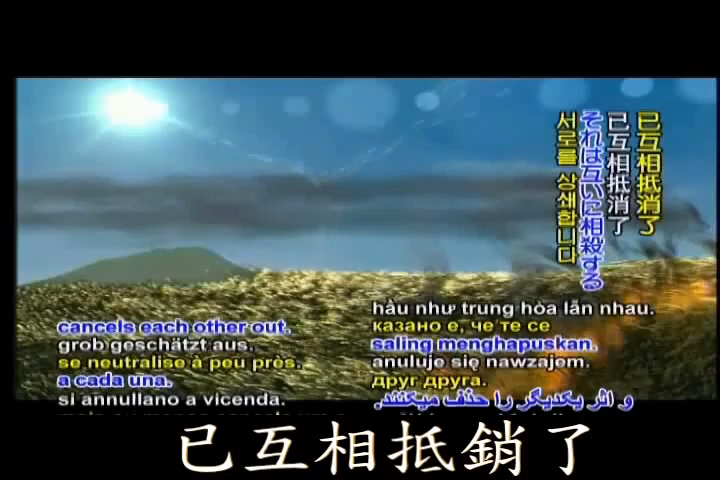 已互相抵消了
已互相抵消了
それは互いに相殺する
서로를 상쇄합니다
cancels each other out.
grob geschätzt aus.
se neutralise à peu près.
a cada una.
si annullano a vicenda.
hầu như trung hòa lẫn nhau.
казано е, че те се
saling menghapuskan.
anuluje się nawzajem.
друг друга.
و اثر یکدیگر را حذف میکنند.
已互相抵銷了